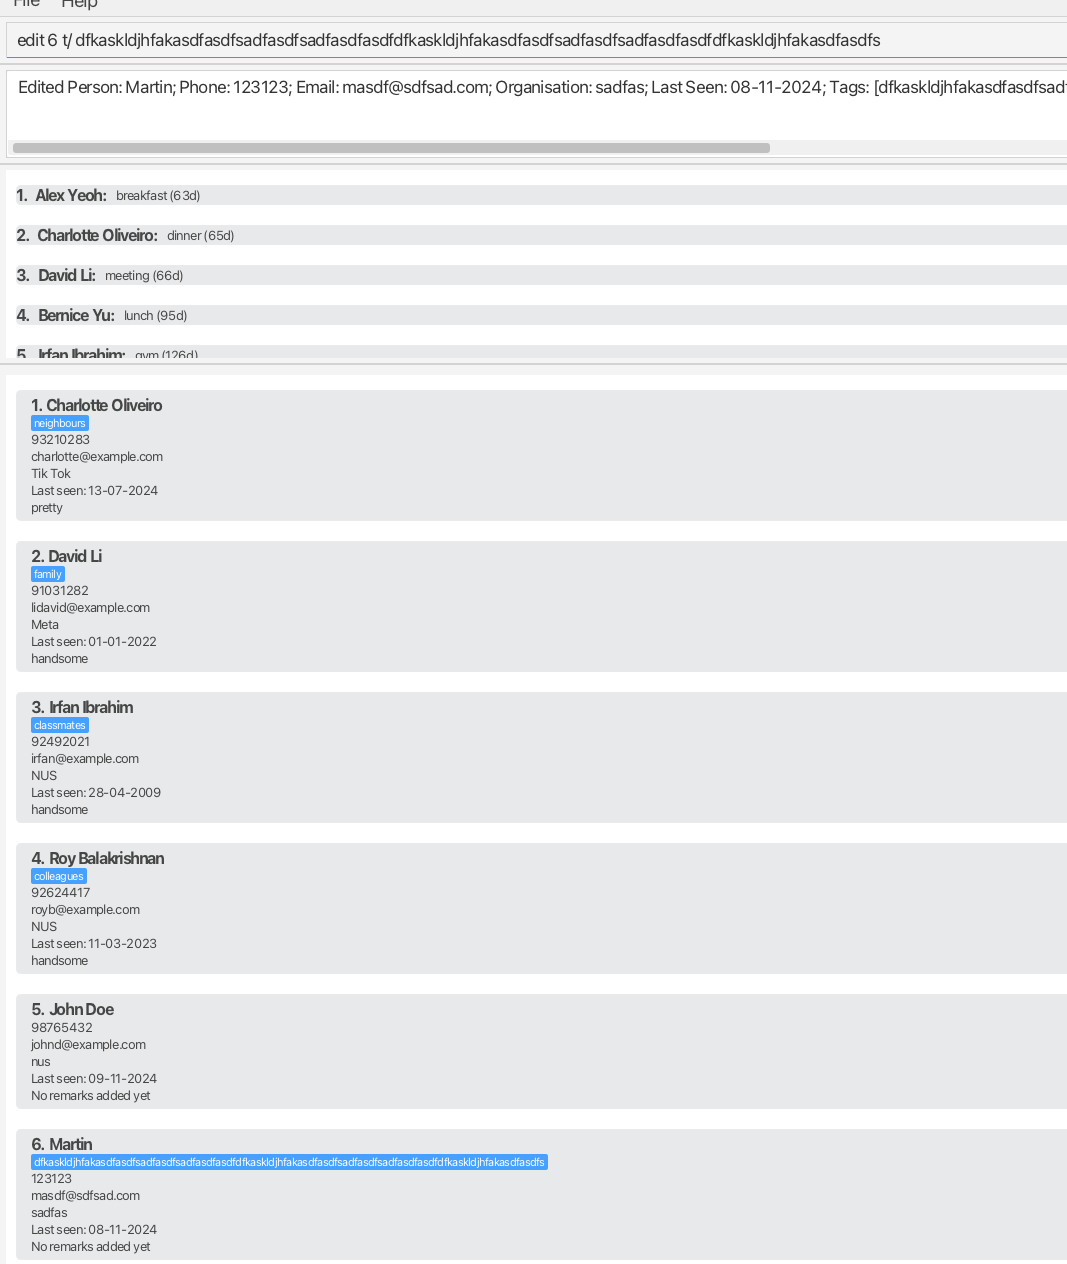 File Help
edit 6 t/ dfkaskldjhfakasdfasdfsadfasdfsadfasdfasdfdfkaskldjhfakasdfasdfsadfasdfsadfasdfasdfdfkaskldjhfakasdfasdfs
Edited Person: Martin; Phone: 123123; Email: masdf@sdfsad.com; Organisation: sadfas; Last Seen: 08-11-2024; Tags: [dfkaskldjhfakasdfasdfsadf
1. Alex Yeoh: breakfast (63d)
2. Charlotte Oliveiro: dinner (65d)
3. David Li: meeting (66d)
4. Bernice Yu: lunch (95d)
5. Irfan Ibrahim: gym (126d)
1. Charlotte Oliveiro
neighbours
93210283
charlotte@example.com
Tik Tok
Last seen: 13-07-2024
pretty
2. David Li
family
91031282
lidavid@example.com
Meta
Last seen: 01-01-2022
handsome
3. Irfan Ibrahim
classmates
92492021
irfan@example.com
NUS
Last seen: 28-04-2009
handsome
4. Roy Balakrishnan
colleagues
92624417
royb@example.com
NUS
Last seen: 11-03-2023
handsome
5. John Doe
98765432
johnd@example.com
nus
Last seen: 09-11-2024
No remarks added yet
6. Martin
dfkaskldjhfakasdfasdfsadfasdfsadfasdfasdfdfkaskldjhfakasdfasdfsadfasdfsadfasdfasdfdfkaskldjhfakasdfasdfs
123123
masdf@sdfsad.com
sadfas
Last seen: 08-11-2024
No remarks added yet